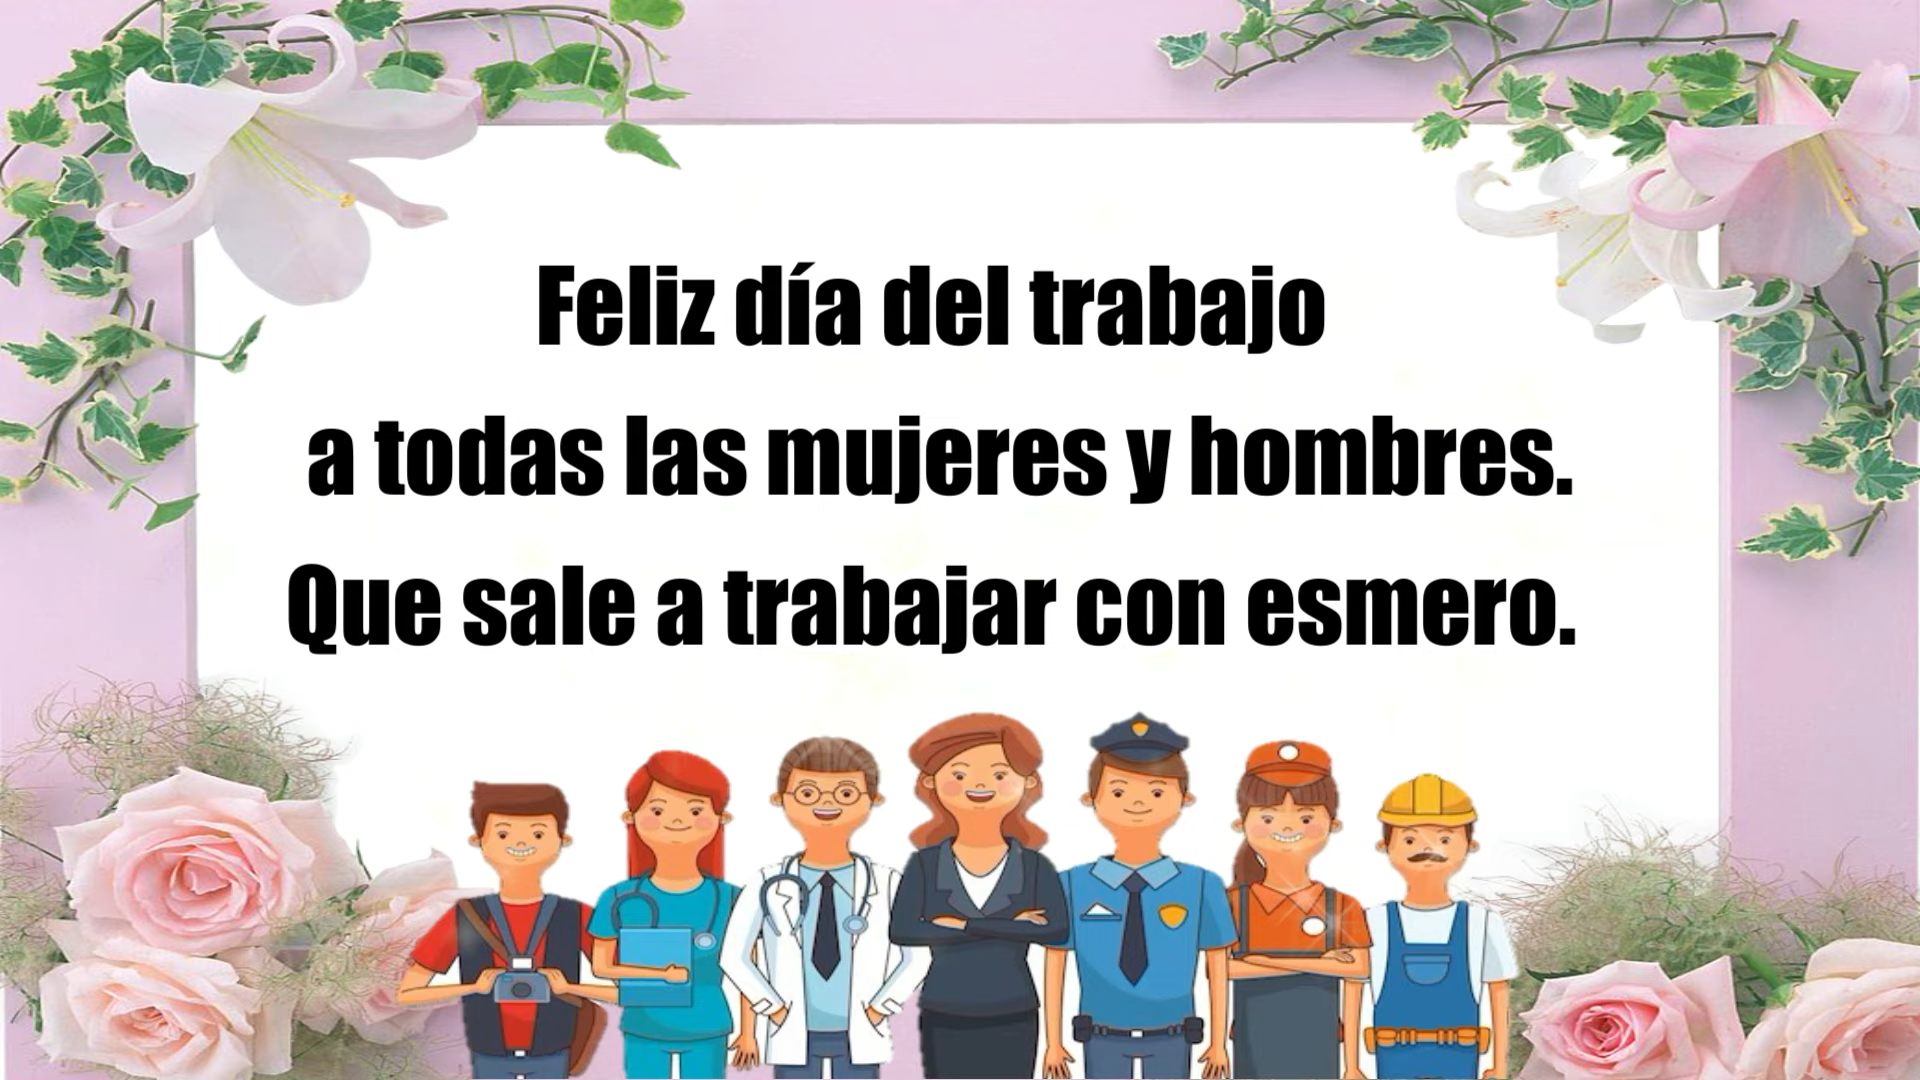 Feliz día del trabajo
a todas las mujeres y hombres.
Que sale a trabajar con esmero.